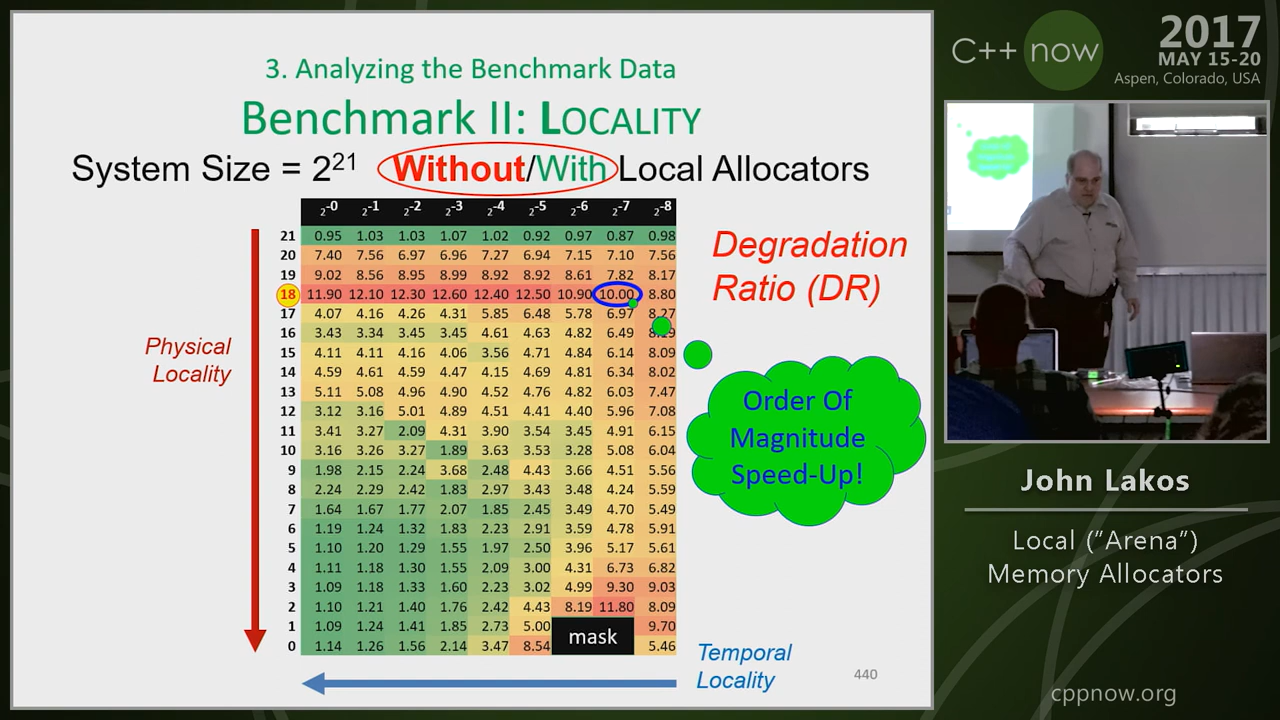 3. Analyzing the Benchmark Data
Benchmark II: LOCALITY
System Size = 2²¹ Without/With Local Allocators
2-0 2-1 2-2 2-3 2-4 2-5 2-6 2-7 2-8
21 0.95 1.03 1.03 1.07 1.02 0.92 0.97 0.87 0.98
20 7.40 7.56 6.97 6.96 7.27 6.94 7.15 7.10 7.56
19 9.02 8.56 8.95 8.99 8.92 8.92 8.61 7.82 8.17
18 11.90 12.10 12.30 12.60 12.40 12.50 10.90 10.00 8.80
17 4.07 4.16 4.26 4.31 5.85 6.48 5.78 6.97 8.27
16 3.43 3.34 3.45 3.45 4.61 4.63 4.82 6.49
15 4.11 4.11 4.16 4.06 3.56 4.71 4.84 6.14 8.09
14 4.59 4.61 4.59 4.47 4.15 4.69 4.81 6.34 8.02
13 5.11 5.08 4.96 4.90 4.52 4.76 4.82 6.03 7.47
12 3.12 3.16 5.01 4.89 4.51 4.41 4.40 5.96 7.08
11 3.41 3.27 2.09 4.31 3.90 3.54 3.45 4.91 6.15
10 3.16 3.26 3.27 1.89 3.63 3.53 3.28 5.08 6.04
9 1.98 2.15 2.24 3.68 2.48 4.43 3.66 4.51 5.56
8 2.24 2.29 2.42 1.83 2.97 3.43 3.48 4.24 5.59
7 1.64 1.67 1.77 2.07 1.85 2.45 3.49 4.70 5.49
6 1.19 1.24 1.32 1.83 2.23 2.91 3.59 4.78 5.91
5 1.10 1.20 1.29 1.55 1.97 2.50 3.96 5.17 5.61
4 1.11 1.18 1.30 1.55 2.09 3.00 4.31 6.73 6.82
3 1.09 1.18 1.33 1.60 2.23 3.02 4.99 9.30 9.03
2 1.10 1.21 1.40 1.76 2.42 4.43 8.19 11.80 8.09
1 1.09 1.24 1.41 1.85 2.73 5.00 9.70
0 1.14 1.26 1.56 2.14 3.47 8.54 5.46
mask
Physical
Locality
Degradation
Ratio (DR)
Order Of
Magnitude
Speed-Up!
Temporal
Locality
440
C++ now
2017
MAY 15-20
Aspen, Colorado, USA
John Lakos
Local ("Arena")
Memory Allocators
cppnow.org